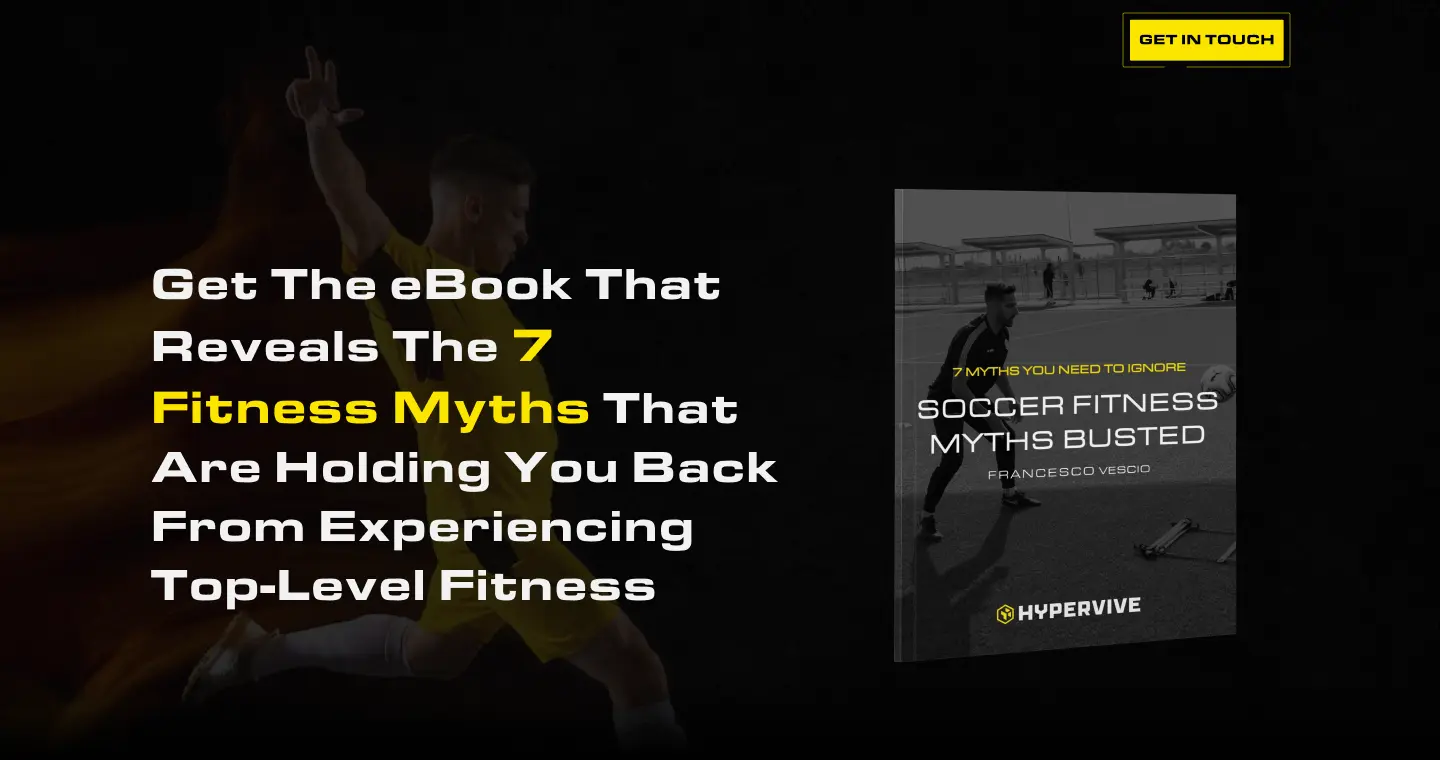 GET IN TOUCH
Get The eBook That
Reveals The 7
Fitness Myths That
Are Holding You Back
From Experiencing
Top-Level Fitness
7 MYTHS YOU NEED TO IGNORE
SOCCER FITNESS
MYTHS BUSTED
FRANCESCO VESCIO
HYPERVIVE